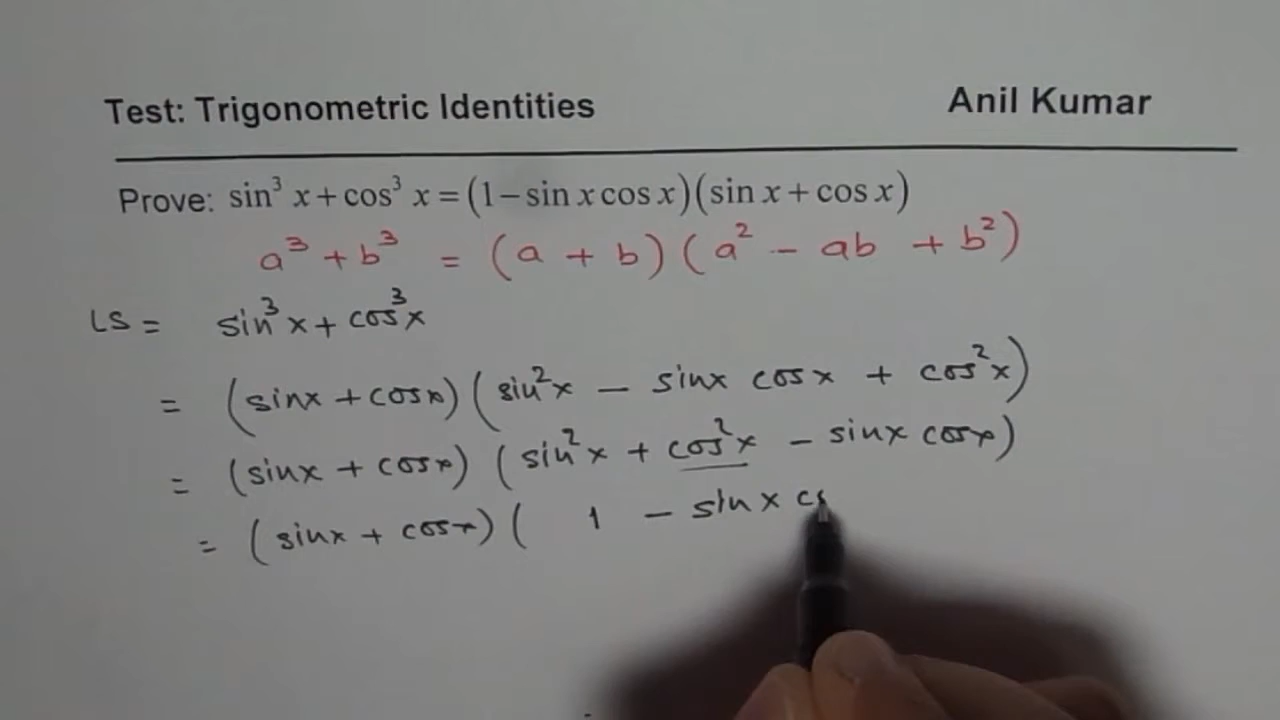 Test: Trigonometric Identities Anil Kumar
Prove: sin³ x + cos³ x = (1 − sin x cos x)(sin x + cos x)
a³ + b³ = (a + b)(a² − ab + b²)
LS = sin³x + cos³x
= (sinx + cosx)(sin²x − sinx cosx + cos²x)
= (sinx + cosx)(sin²x + cos²x − sinx cosx)
= (sinx + cosx)( 1 − sinx